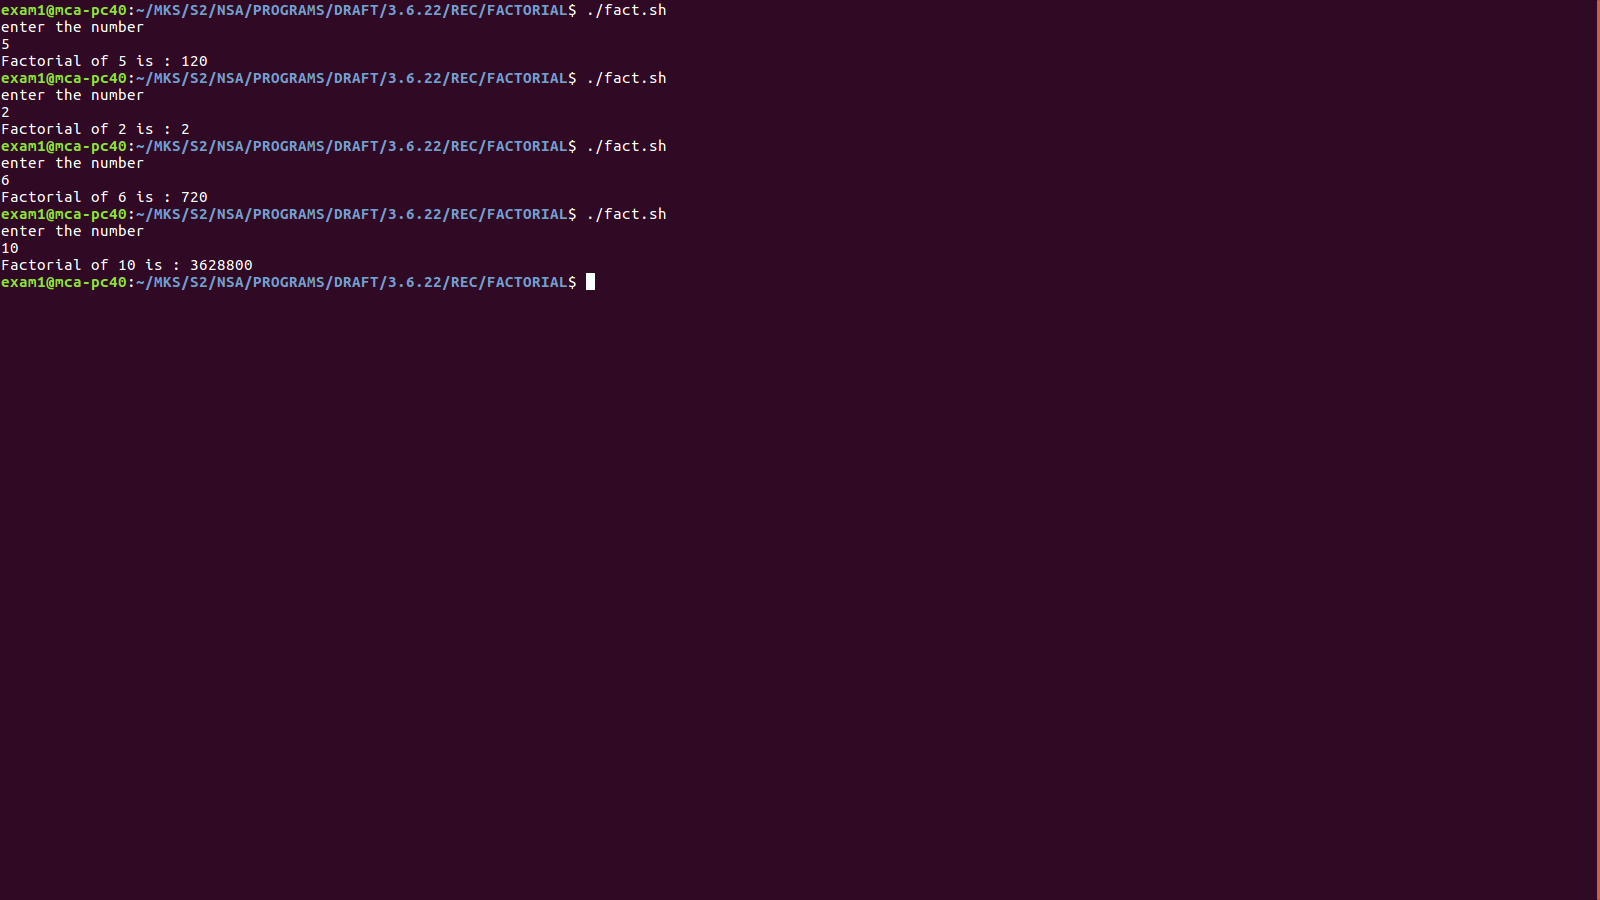 exam1@mca-pc40:~/MKS/S2/NSA/PROGRAMS/DRAFT/3.6.22/REC/FACTORIAL$ ./fact.sh
enter the number
5
Factorial of 5 is : 120
exam1@mca-pc40:~/MKS/S2/NSA/PROGRAMS/DRAFT/3.6.22/REC/FACTORIAL$ ./fact.sh
enter the number
2
Factorial of 2 is : 2
exam1@mca-pc40:~/MKS/S2/NSA/PROGRAMS/DRAFT/3.6.22/REC/FACTORIAL$ ./fact.sh
enter the number
6
Factorial of 6 is : 720
exam1@mca-pc40:~/MKS/S2/NSA/PROGRAMS/DRAFT/3.6.22/REC/FACTORIAL$ ./fact.sh
enter the number
10
Factorial of 10 is : 3628800
exam1@mca-pc40:~/MKS/S2/NSA/PROGRAMS/DRAFT/3.6.22/REC/FACTORIAL$